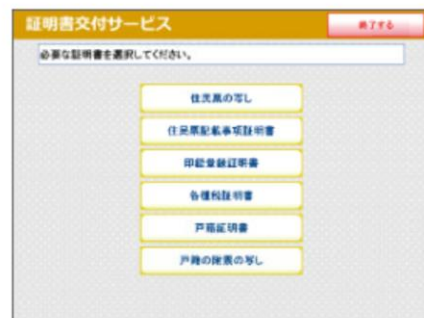 証明書交付サービス
終了する
必要な証明書を選択してください。
住民票の写し
住民票記載事項証明書
印鑑登録証明書
各種税証明書
戸籍証明書
戸籍の附票の写し